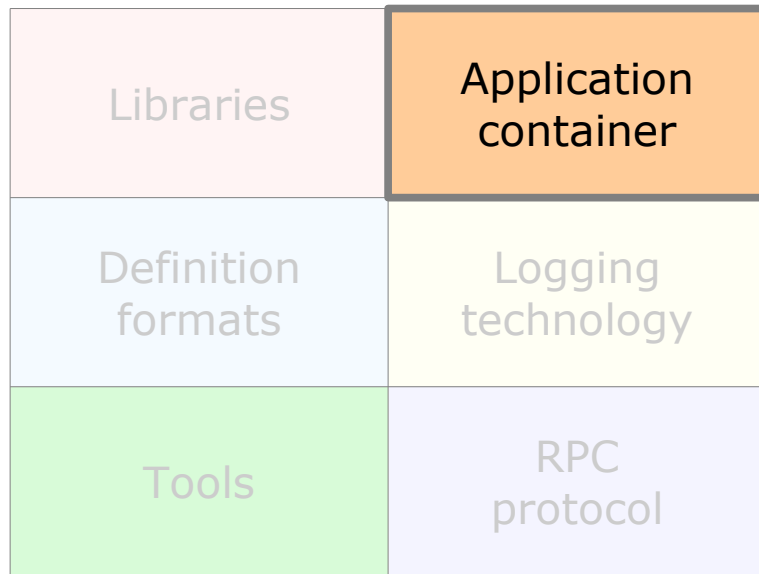 Libraries
Application
container
Definition
formats
Logging
technology
Tools
RPC
protocol